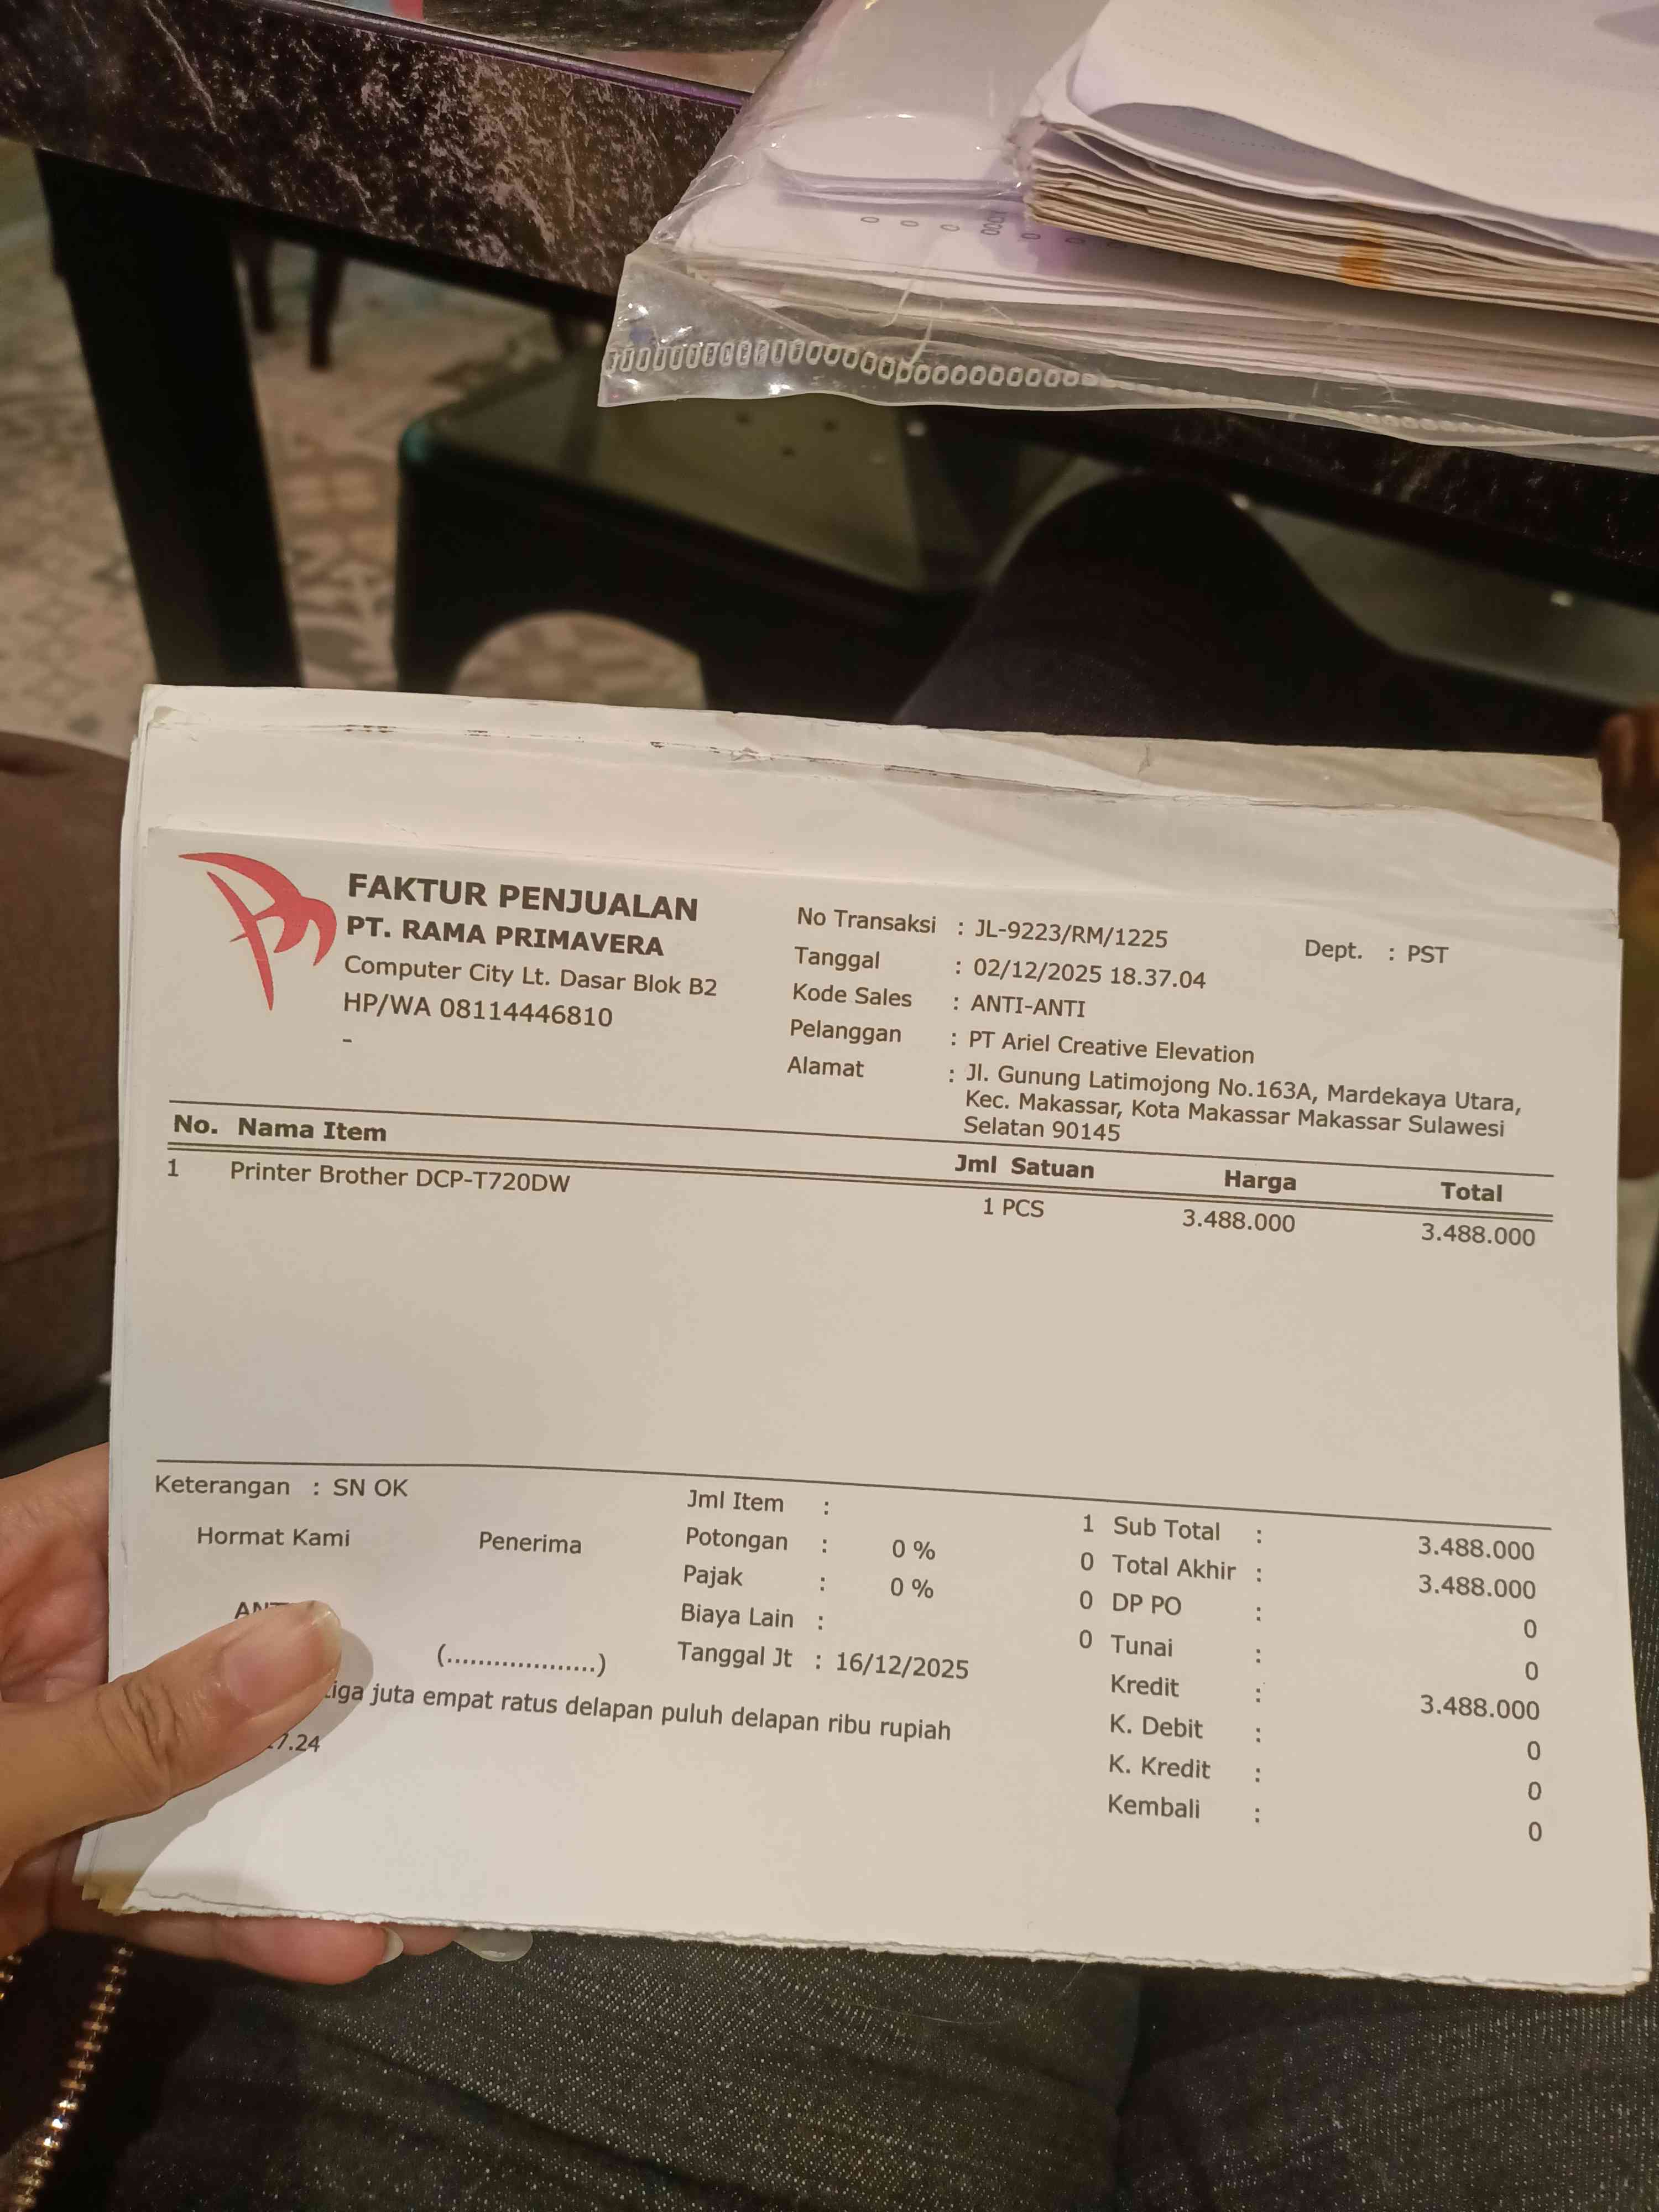 FAKTUR PENJUALAN
PT. RAMA PRIMAVERA
Computer City Lt. Dasar Blok B2
HP/WA 08114446810
-
No Transaksi : JL-9223/RM/1225
Dept. : PST
Tanggal : 02/12/2025 18.37.04
Kode Sales : ANTI-ANTI
Pelanggan : PT Ariel Creative Elevation
Alamat : Jl. Gunung Latimojong No.163A, Mardekaya Utara,
Kec. Makassar, Kota Makassar Makassar Sulawesi
Selatan 90145
No. Nama Item Jml Satuan Harga Total
1 Printer Brother DCP-T720DW 1 PCS 3.488.000 3.488.000
Keterangan : SN OK
Hormat Kami Penerima
(...................)
Jml Item : 1
Potongan : 0 % 0
Pajak : 0 % 0
Biaya Lain : 0
Tanggal Jt : 16/12/2025
Sub Total : 3.488.000
Total Akhir : 3.488.000
DP PO : 0
Tunai : 0
Kredit : 3.488.000
K. Debit : 0
K. Kredit : 0
Kembali : 0
juta empat ratus delapan puluh delapan ribu rupiah